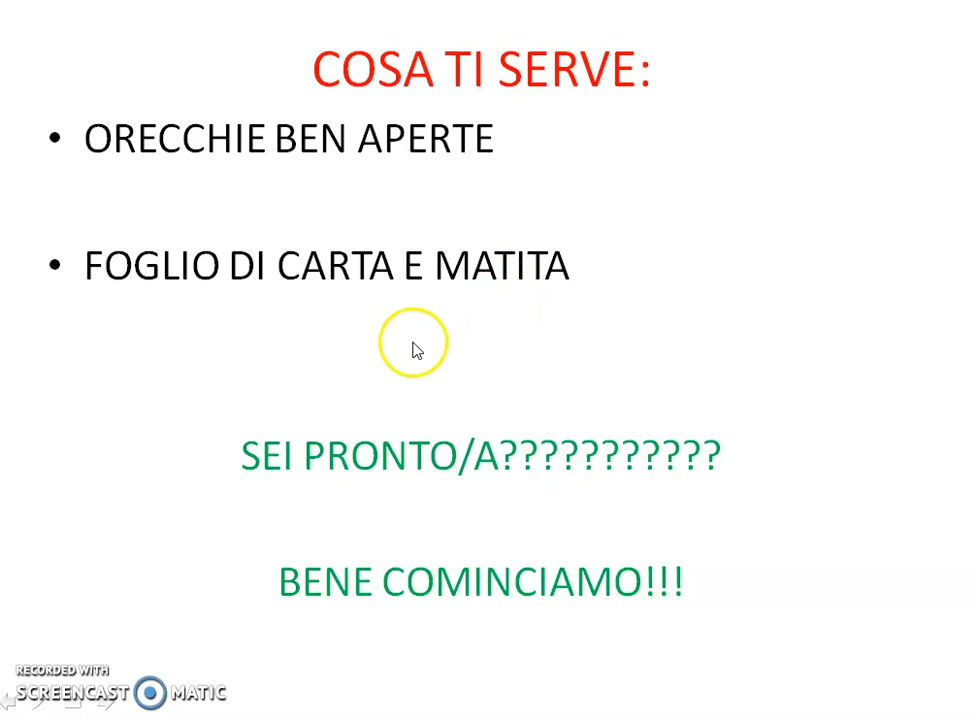 COSA TI SERVE:
• ORECCHIE BEN APERTE
• FOGLIO DI CARTA E MATITA
SEI PRONTO/A???????????
BENE COMINCIAMO!!!
RECORDED WITH
SCREENCAST MATIC